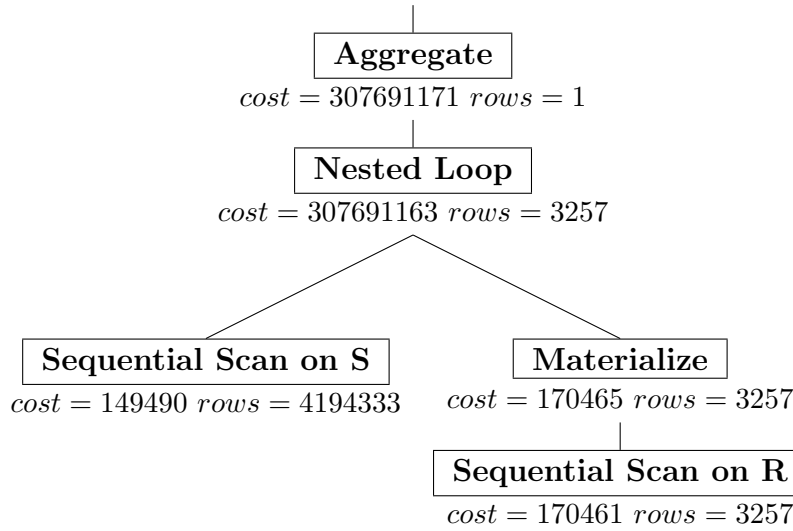 Aggregate
cost = 307691171 rows = 1
Nested Loop
cost = 307691163 rows = 3257
Sequential Scan on S
cost = 149490 rows = 4194333
Materialize
cost = 170465 rows = 3257
Sequential Scan on R
cost = 170461 rows = 3257